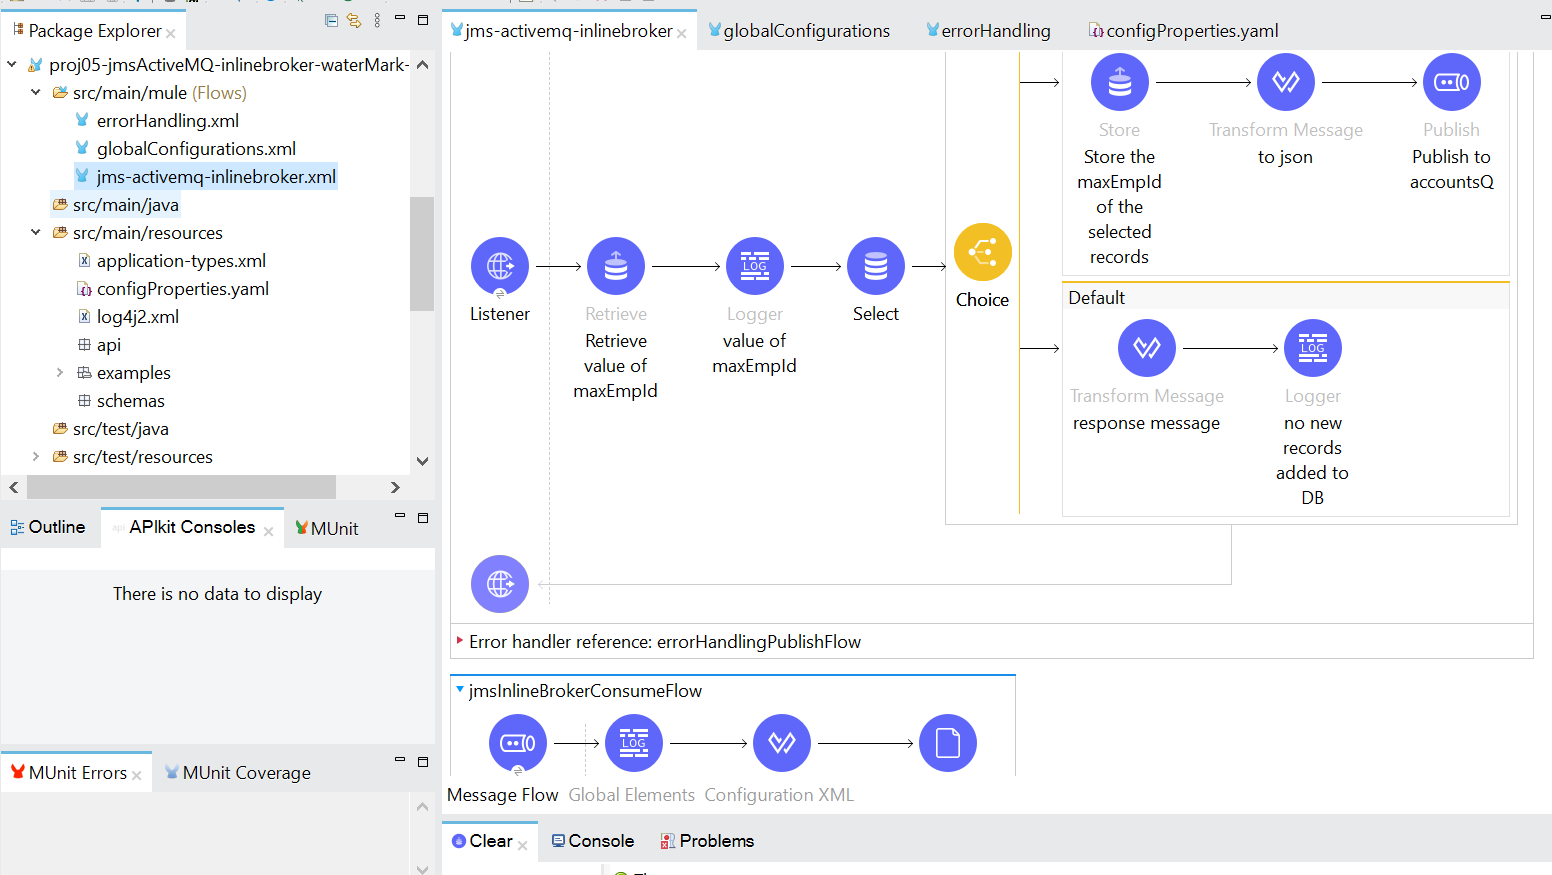 Package Explorer
proj05-jmsActiveMQ-inlinebroker-waterMark-
src/main/mule (Flows)
errorHandling.xml
globalConfigurations.xml
jms-activemq-inlinebroker.xml
src/main/java
src/main/resources
application-types.xml
configProperties.yaml
log4j2.xml
api
examples
schemas
src/test/java
src/test/resources
Outline
APIkit Consoles
MUnit
There is no data to display
MUnit Errors
MUnit Coverage
jms-activemq-inlinebroker
globalConfigurations
errorHandling
configProperties.yaml
Store
Store the
maxEmpId
of the
selected
records
Transform Message
to json
Publish
Publish to
accountsQ
Listener
Retrieve
Retrieve
value of
maxEmpId
LOG
Logger
value of
maxEmpId
Select
Choice
Default
Transform Message
response message
LOG
Logger
no new
records
added to
DB
Error handler reference: errorHandlingPublishFlow
jmsInlineBrokerConsumeFlow
LOG
Message Flow
Global Elements
Configuration XML
Clear
Console
Problems